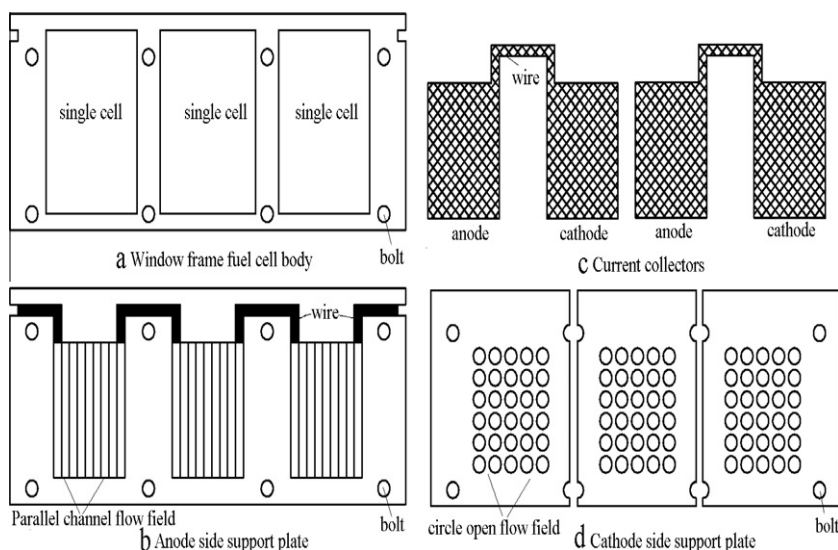 single cell
single cell
single cell
bolt
a Window frame fuel cell body
wire
anode
cathode
anode
cathode
c Current collectors
wire
Parallel channel flow field
bolt
b Anode side support plate
circle open flow field
bolt
d Cathode side support plate